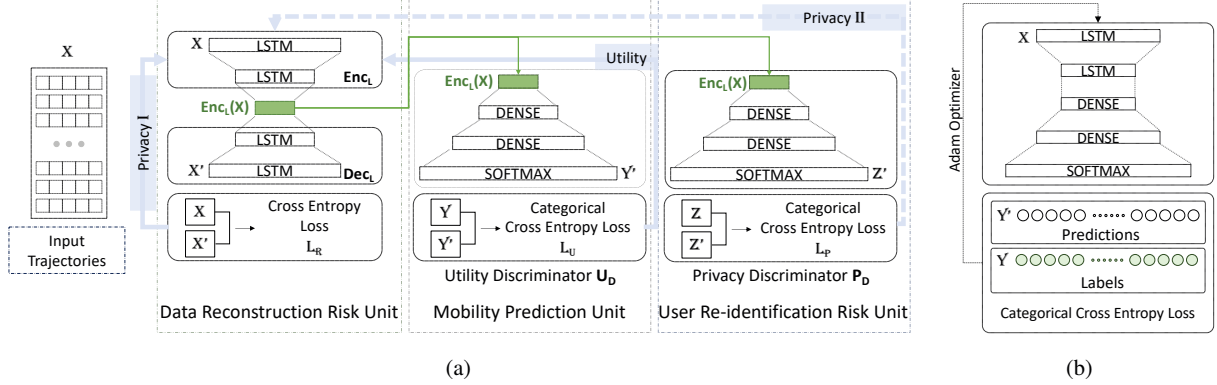 X
Input
Trajectories
Privacy I
X
LSTM
LSTM
Enc_L
Enc_L(X)
LSTM
X'
LSTM
Dec_L
X
X'
Cross Entropy
Loss
L_R
Data Reconstruction Risk Unit
Utility
Enc_L(X)
DENSE
DENSE
SOFTMAX
Y'
Y
Y'
Categorical
Cross Entropy Loss
L_U
Utility Discriminator U_D
Mobility Prediction Unit
Privacy II
Enc_L(X)
DENSE
DENSE
SOFTMAX
Z'
Z
Z'
Categorical
Cross Entropy Loss
L_P
Privacy Discriminator P_D
User Re-identification Risk Unit
(a)
Adam Optimizer
X
LSTM
LSTM
DENSE
DENSE
SOFTMAX
Y'
Predictions
Y
Labels
Categorical Cross Entropy Loss
(b)